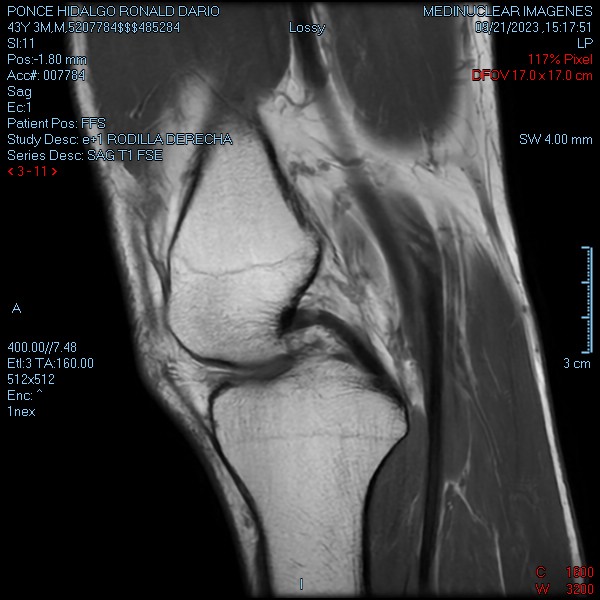 PONCE HIDALGO RONALD DARIO
43Y 3M,M,5207784$$$485284
Sl:11
Pos:-1.80 mm
Acc#: 007784
Sag
Ec:1
Patient Pos: FFS
Study Desc: e+1 RODILLA DERECHA
Series Desc: SAG T1 FSE
< 3 - 11 >
Lossy
MEDINUCLEAR IMAGENES
09/21/2023 ,15:17:51
LP
117% Pixel
DFOV 17.0 x 17.0 cm
SW 4.00 mm
A
3 cm
400.00//7.48
Etl:3 TA:160.00
512x512
Enc: ^
1nex
I
C 1600
W 3200